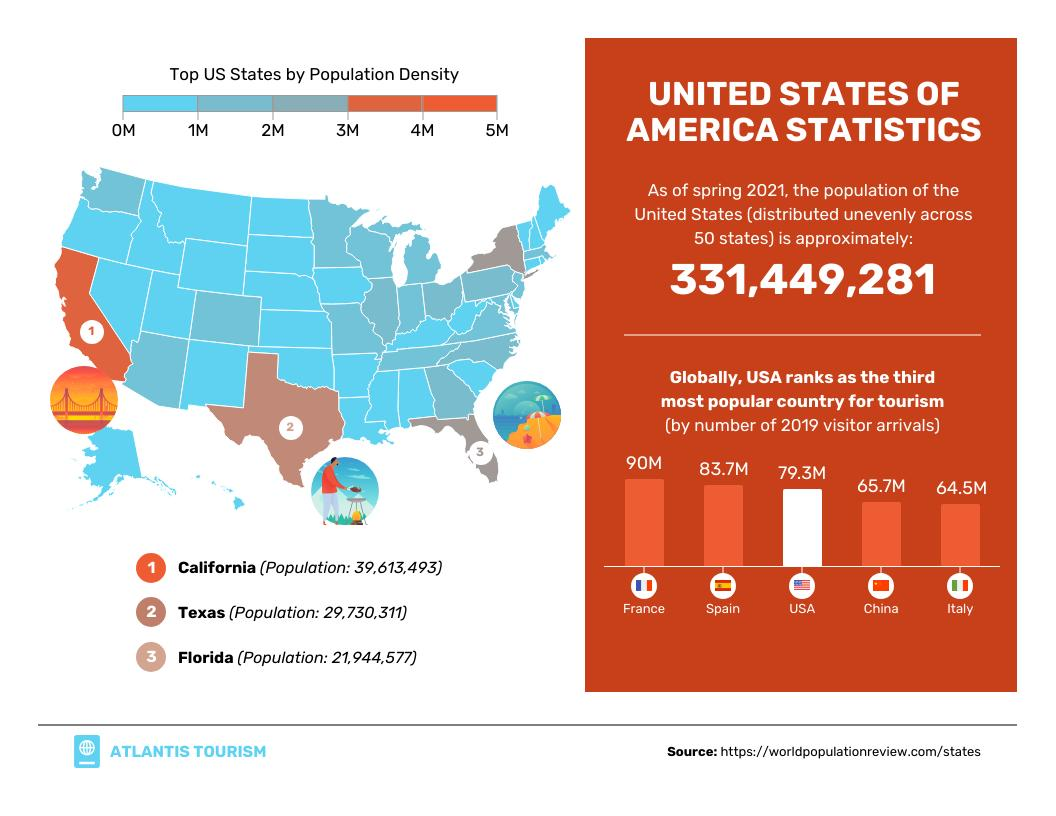 Top US States by Population Density
0M 1M 2M 3M 4M 5M
1
2
3
1 California (Population: 39,613,493)
2 Texas (Population: 29,730,311)
3 Florida (Population: 21,944,577)
UNITED STATES OF
AMERICA STATISTICS
As of spring 2021, the population of the
United States (distributed unevenly across
50 states) is approximately:
331,449,281
Globally, USA ranks as the third
most popular country for tourism
(by number of 2019 visitor arrivals)
90M 83.7M 79.3M 65.7M 64.5M
France Spain USA China Italy
ATLANTIS TOURISM
Source: https://worldpopulationreview.com/states